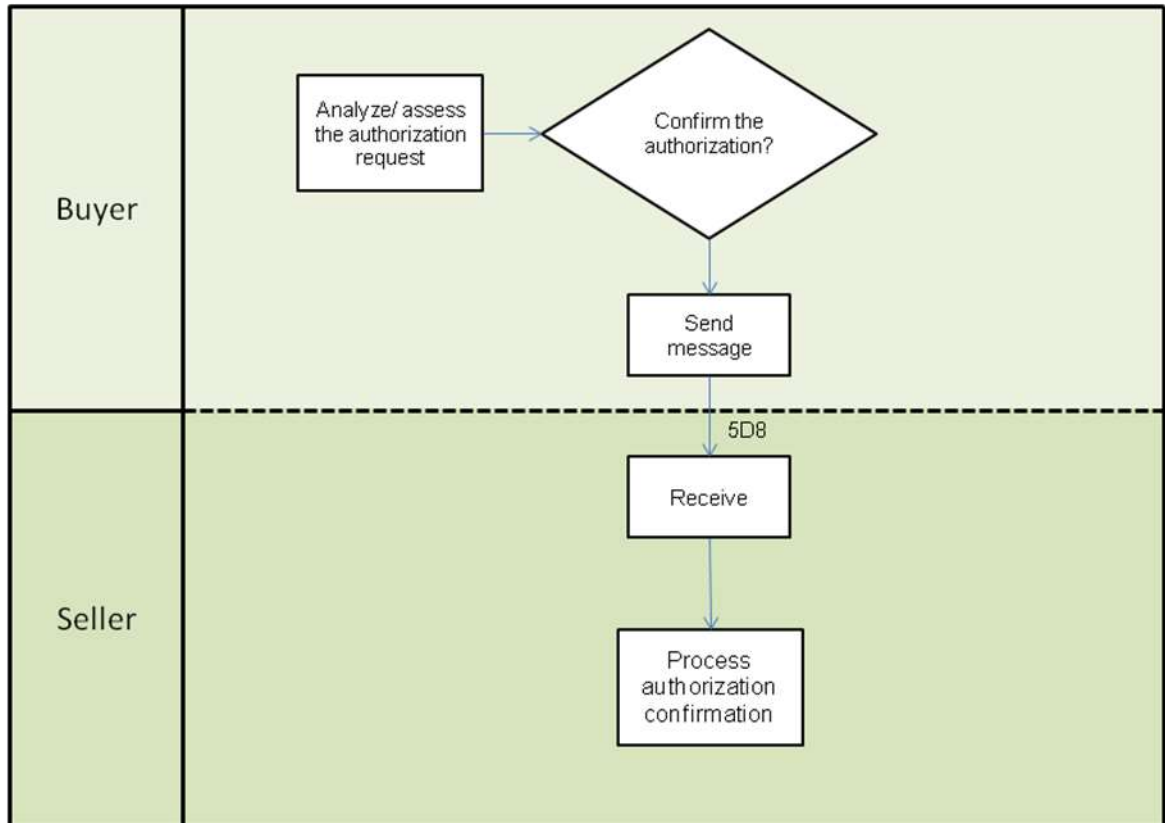 Buyer
Analyze/ assess
the authorization
request
Confirm the
authorization?
Send
message
5D8
Seller
Receive
Process
authorization
confirmation